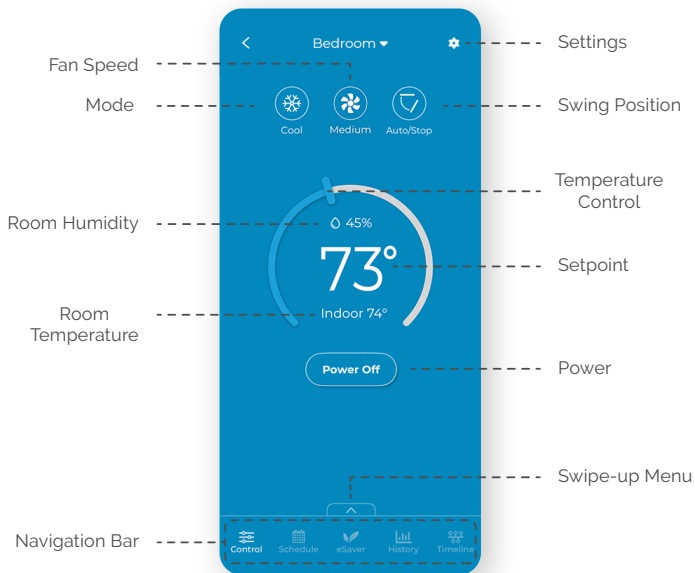 Bedroom
Settings
Fan Speed
Mode
Swing Position
Cool
Medium
Auto/Stop
Temperature
Control
Room Humidity
45%
73°
Setpoint
Room
Temperature
Indoor 74°
Power Off
Power
Swipe-up Menu
Navigation Bar
Control
Schedule
eSaver
History
Timeline